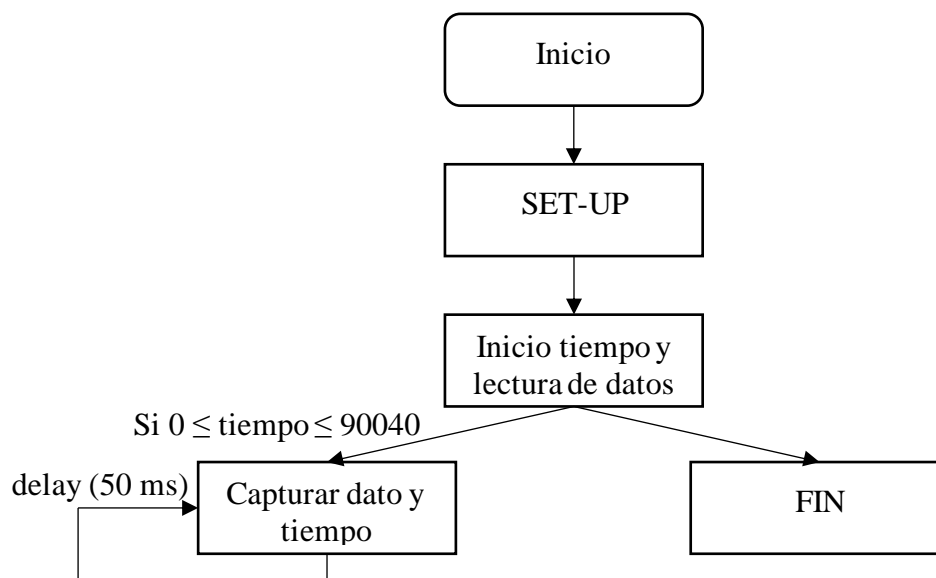 Inicio
SET-UP
Inicio tiempo y
lectura de datos
Si 0 ≤ tiempo ≤ 90040
delay (50 ms)
Capturar dato y
tiempo
FIN